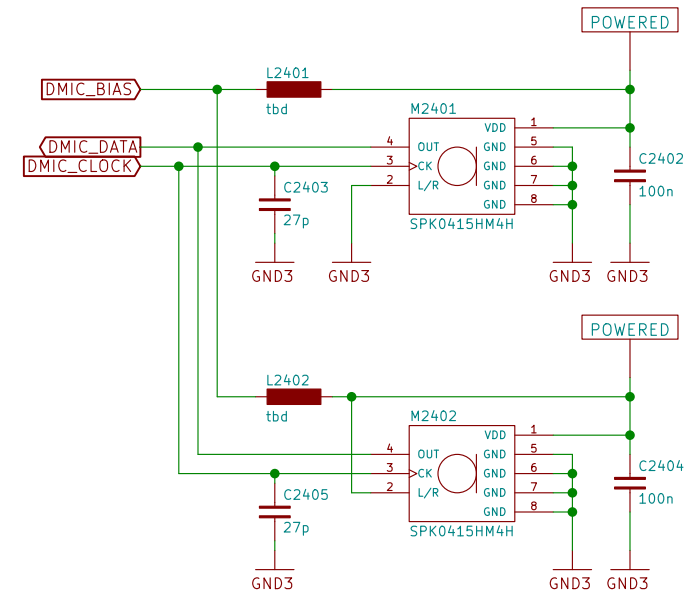 POWERED
L2401
DMIC_BIAS
tbd
M2401
VDD 1
DMIC_DATA 4 OUT GND 5
DMIC_CLOCK 3 CK GND 6
C2402
C2403 2 L/R GND 7
100n
GND 8
27p SPK0415HM4H
GND3 GND3 GND3 GND3
POWERED
L2402
tbd M2402
VDD 1
4 OUT GND 5
3 CK GND 6
C2404
C2405 2 L/R GND 7
100n
GND 8
27p SPK0415HM4H
GND3 GND3 GND3